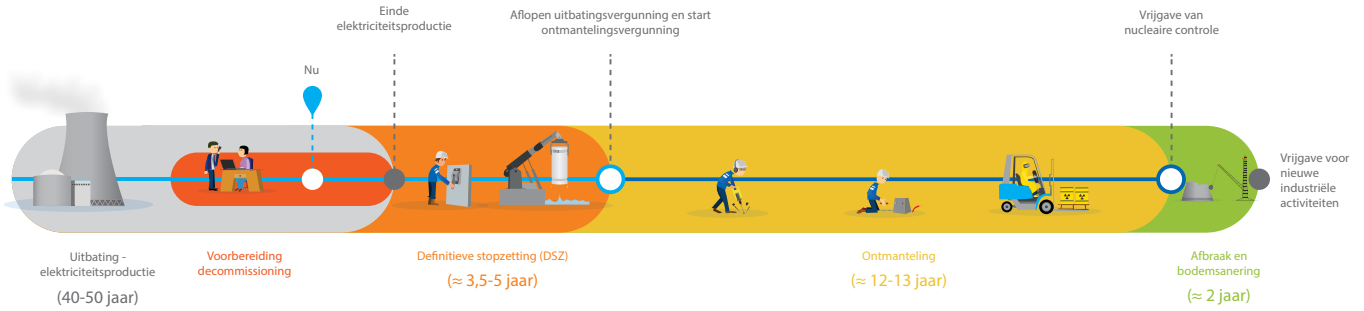 Einde
elektriciteitsproductie
Aflopen uitbatingsvergunning en start
ontmantelingsvergunning
Vrijgave van
nucleaire controle
Nu
Vrijgave voor
nieuwe
industriële
activiteiten
Uitbating -
elektriciteitsproductie
(40-50 jaar)
Voorbereiding
decommissioning
Definitieve stopzetting (DSZ)
(≈ 3,5-5 jaar)
Ontmanteling
(≈ 12-13 jaar)
Afbraak en
bodemsanering
(≈ 2 jaar)